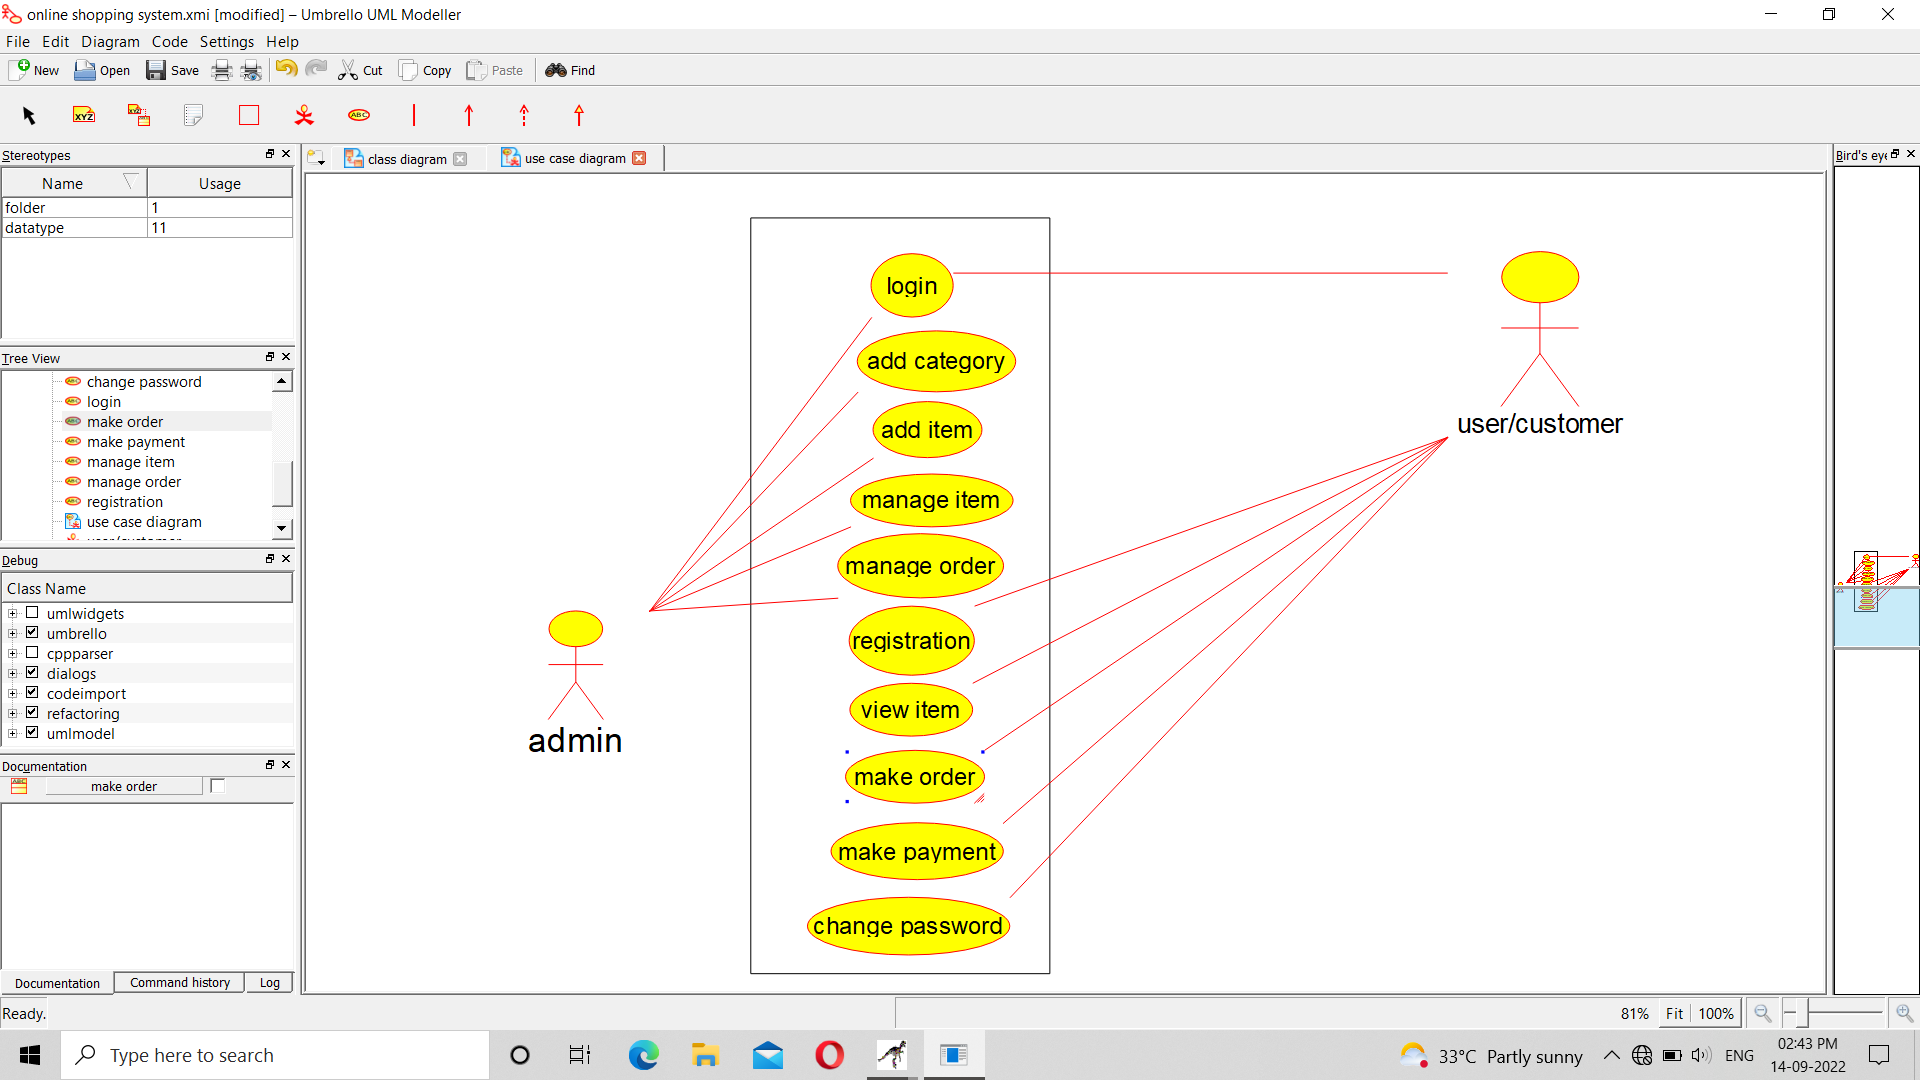 online shopping system.xmi [modified] – Umbrello UML Modeller
File Edit Diagram Code Settings Help
New Open Save Cut Copy Paste Find
XYZ XYZ ABC
Stereotypes
Name Usage
folder 1
datatype 11
Tree View
change password
login
make order
make payment
manage item
manage order
registration
use case diagram
Debug
Class Name
umlwidgets
umbrello
cppparser
dialogs
codeimport
refactoring
umlmodel
Documentation
make order
Documentation Command history Log
Ready.
class diagram use case diagram
login
add category
add item
manage item
manage order
registration
view item
make order
make payment
change password
admin
user/customer
Bird's eye
81% Fit 100%
Type here to search
33°C Partly sunny
ENG
02:43 PM
14-09-2022